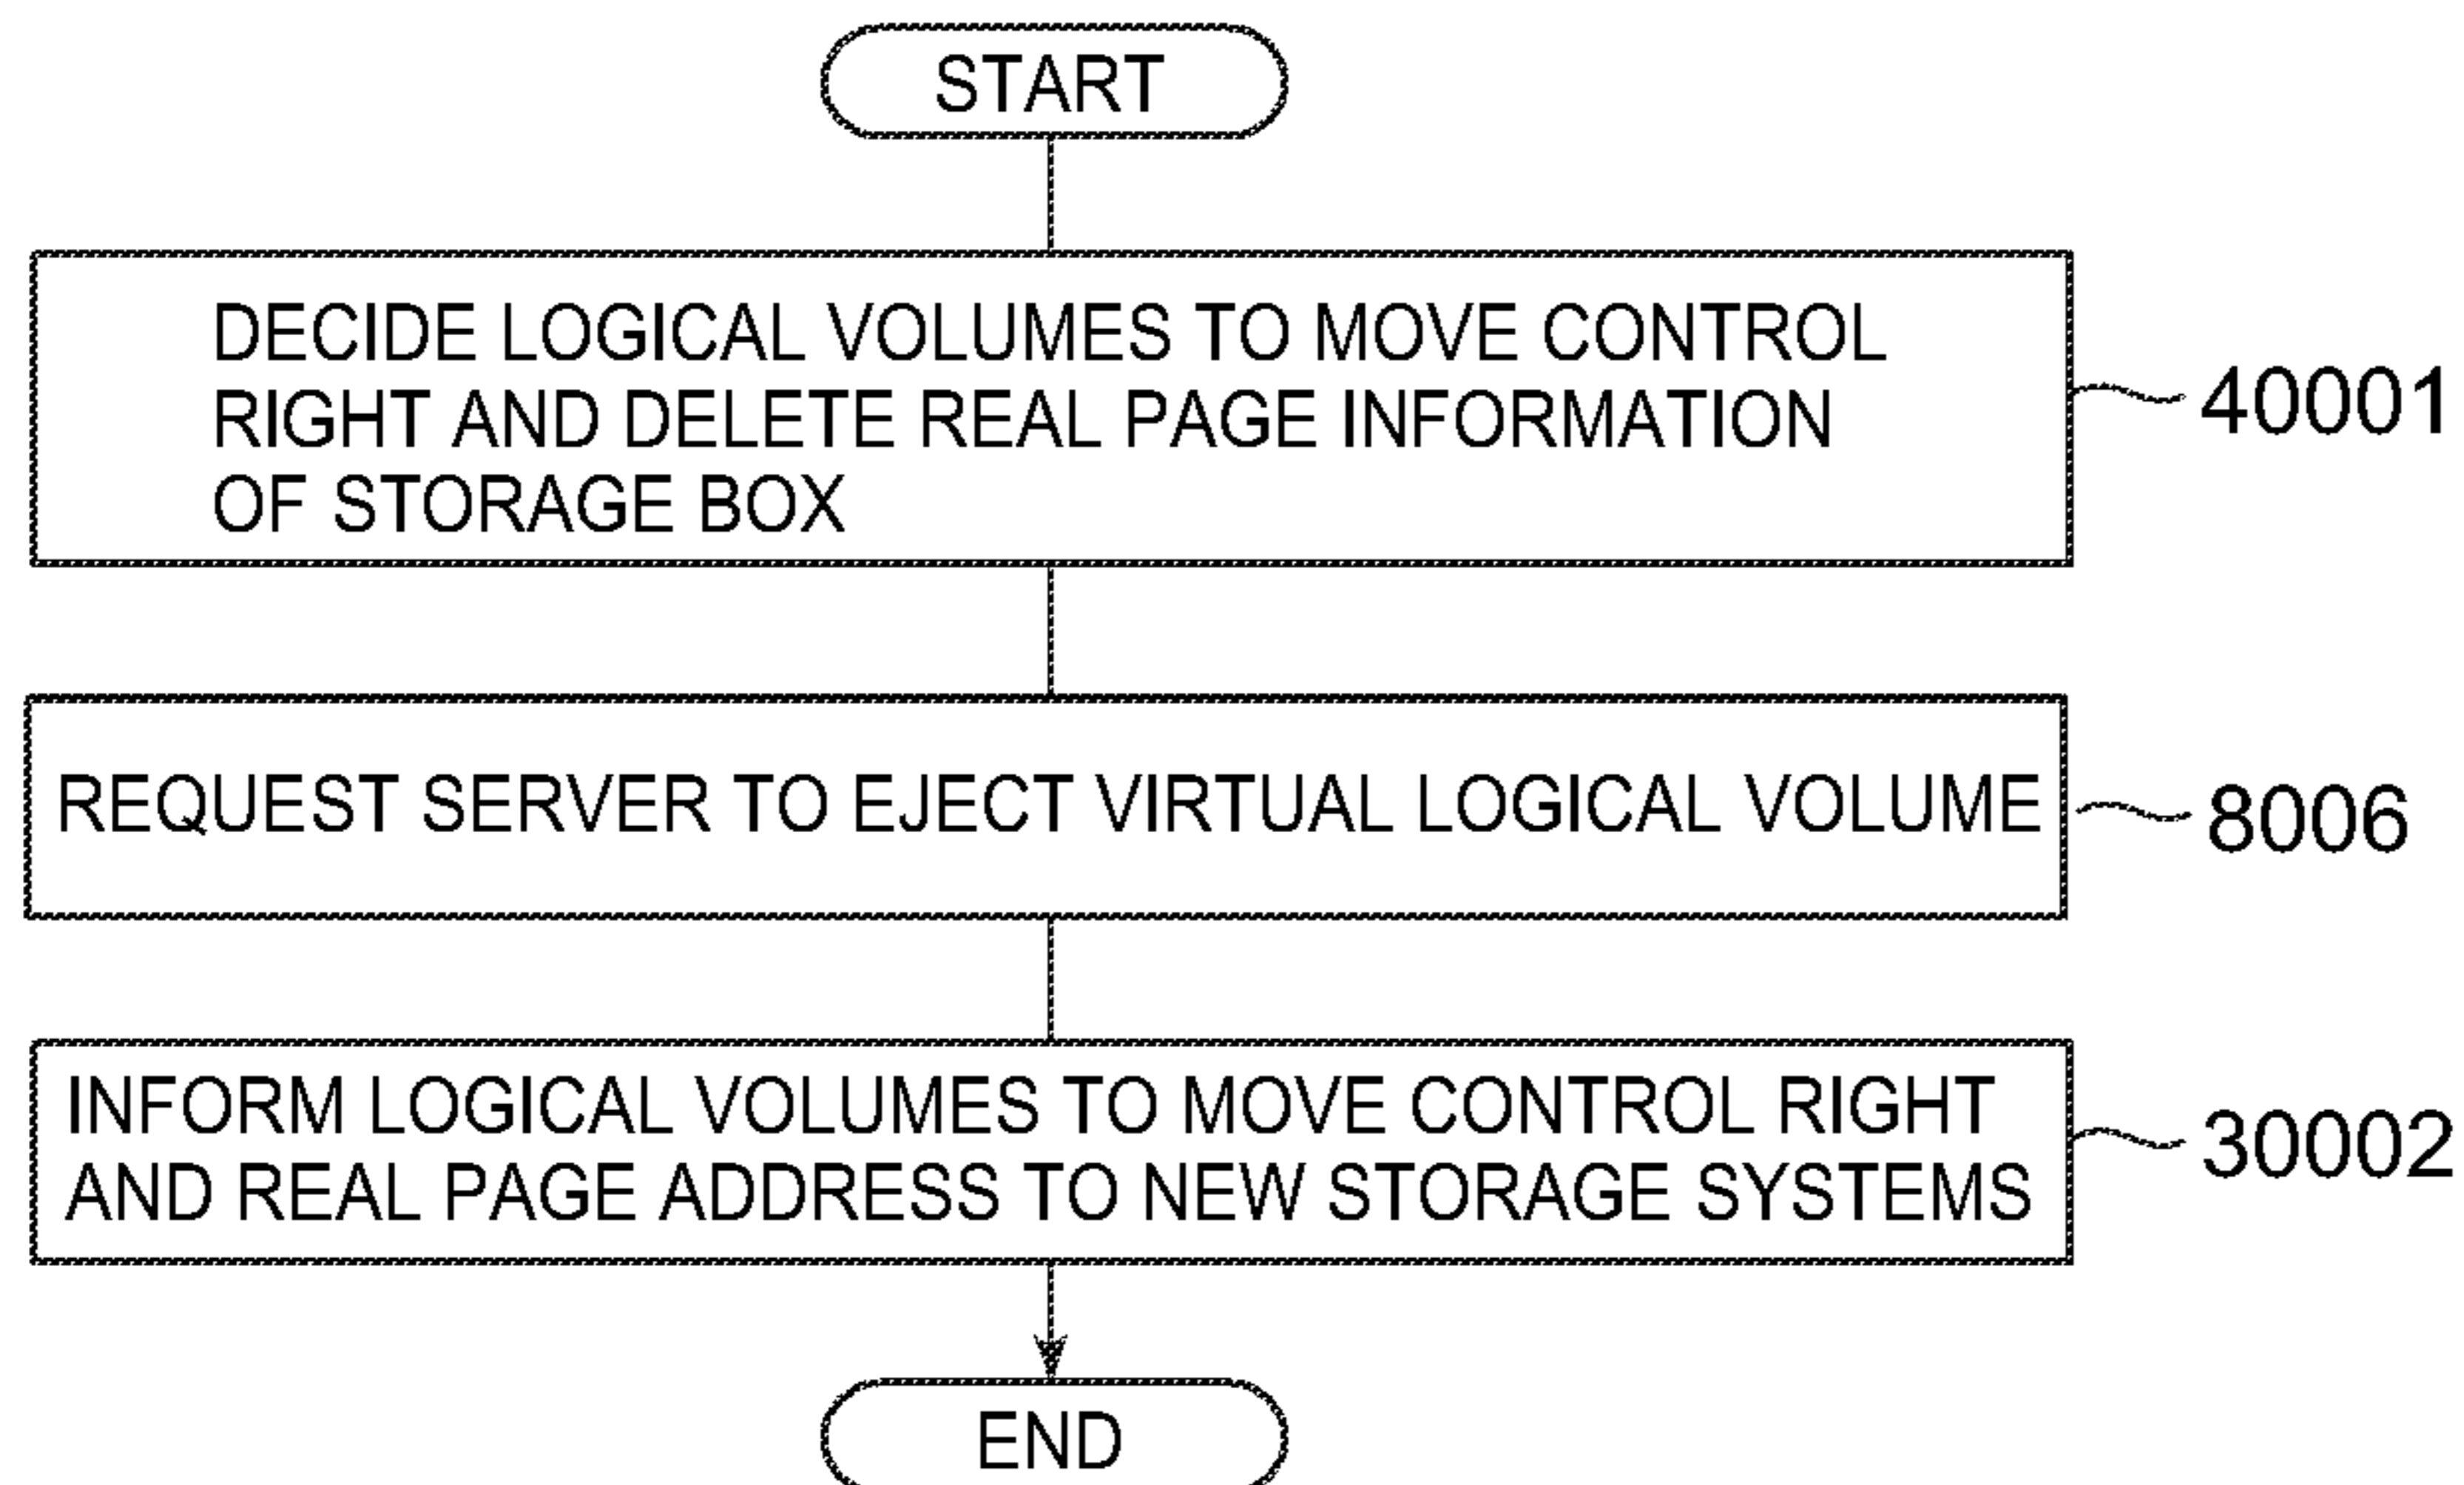 START
DECIDE LOGICAL VOLUMES TO MOVE CONTROL
RIGHT AND DELETE REAL PAGE INFORMATION
OF STORAGE BOX
40001
REQUEST SERVER TO EJECT VIRTUAL LOGICAL VOLUME
8006
INFORM LOGICAL VOLUMES TO MOVE CONTROL RIGHT
AND REAL PAGE ADDRESS TO NEW STORAGE SYSTEMS
30002
END